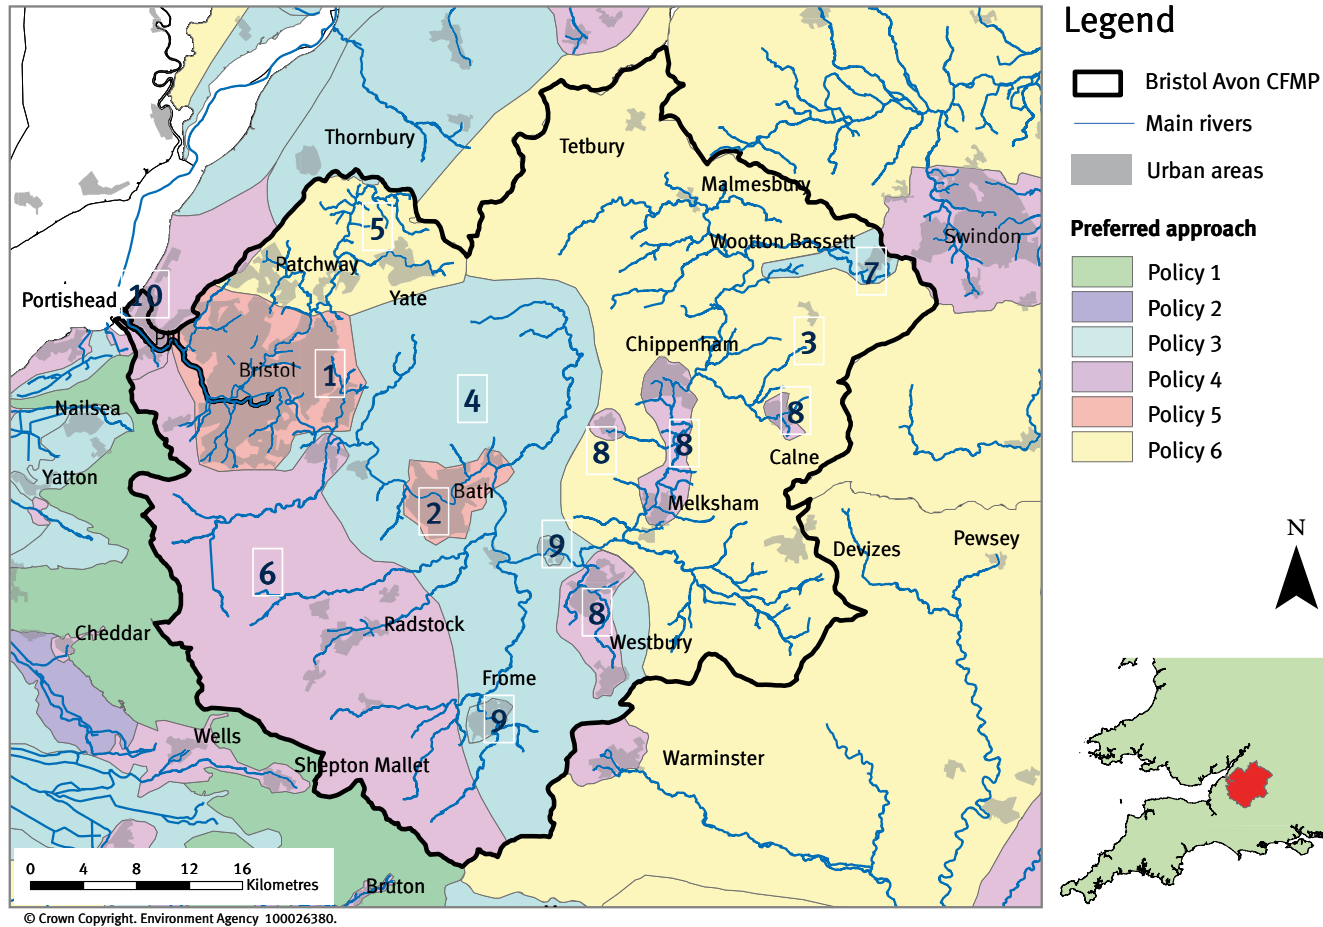 Legend
Bristol Avon CFMP
Main rivers
Urban areas
Preferred approach
Policy 1
Policy 2
Policy 3
Policy 4
Policy 5
Policy 6
N
Thornbury
Tetbury
Malmesbury
5
Wootton Bassett
Swindon
Patchway
7
10
Portishead
Yate
3
Chippenham
Bristol
1
4
8
Nailsea
8
8
Calne
Yatton
Bath
2
Melksham
9
Devizes
Pewsey
6
8
Radstock
Cheddar
Westbury
Frome
9
Wells
Shepton Mallet
Warminster
0 4 8 12 16
Kilometres
Bruton
© Crown Copyright. Environment Agency 100026380.